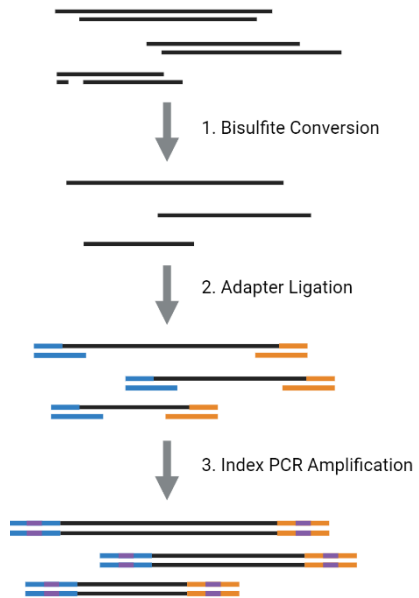 1. Bisulfite Conversion
2. Adapter Ligation
3. Index PCR Amplification